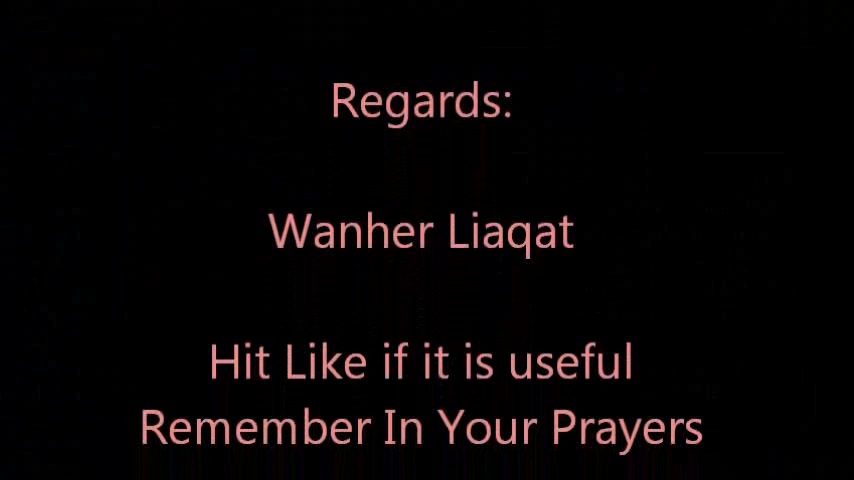 Regards:
Wanher Liaqat
Hit Like if it is useful
Remember In Your Prayers